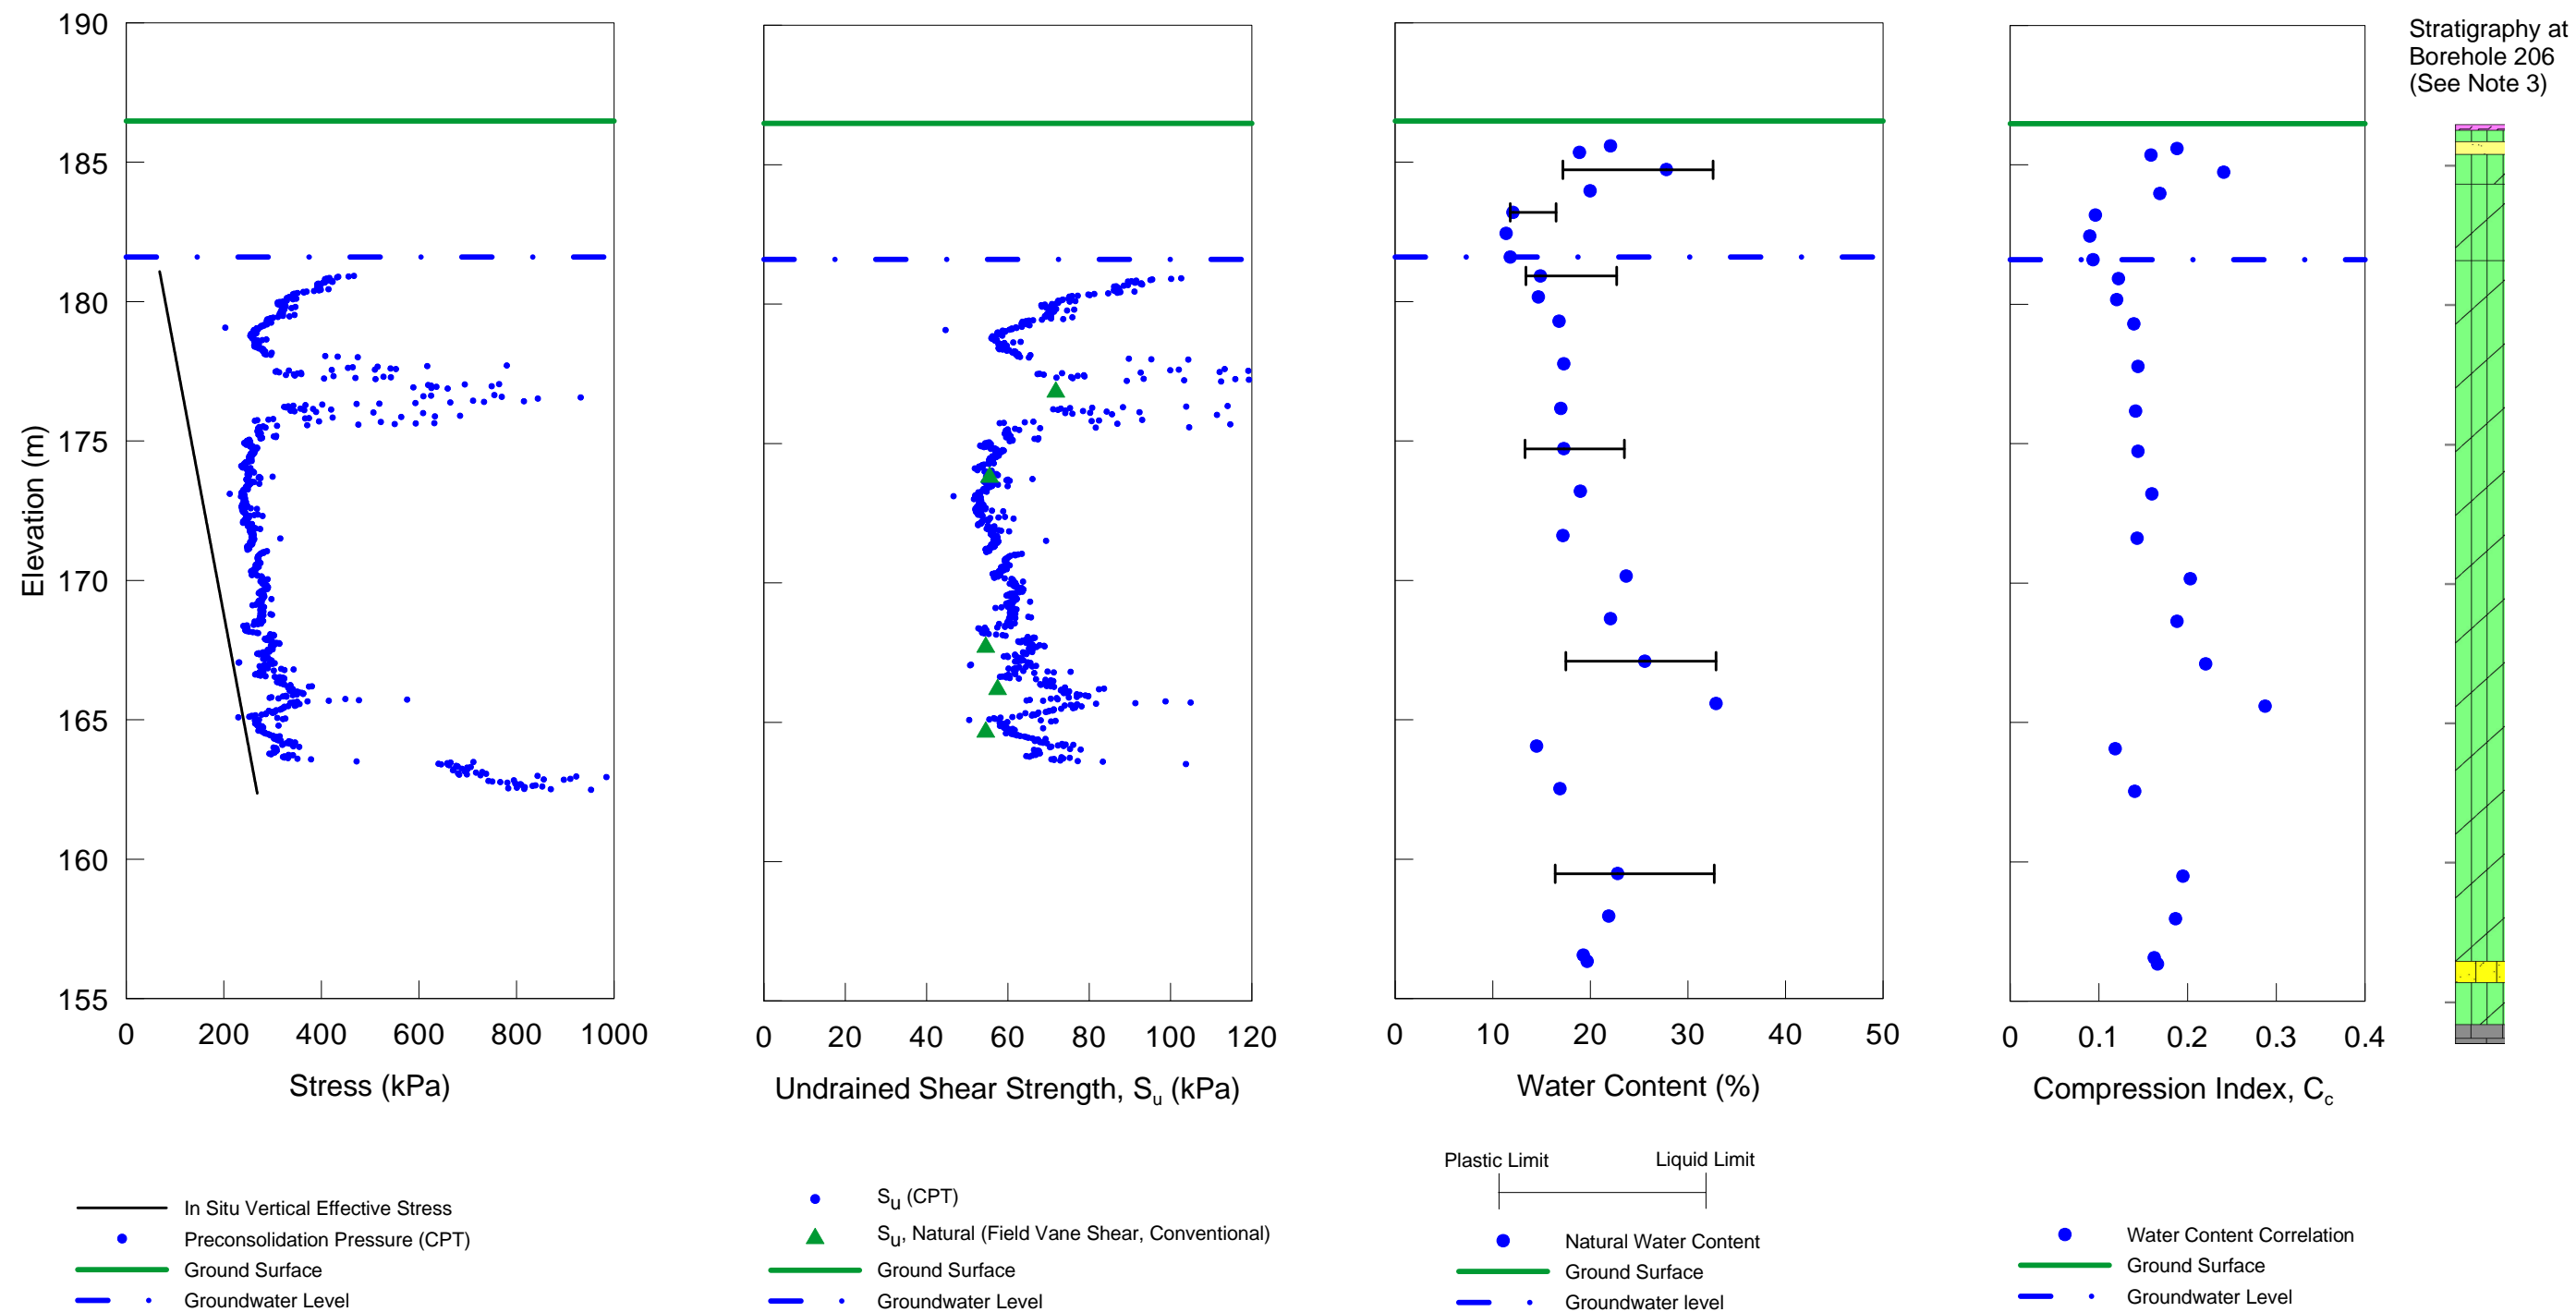 Stratigraphy at
Borehole 206
(See Note 3)
Elevation (m)
190
185
180
175
170
165
160
155
0 200 400 600 800 1000
Stress (kPa)
0 20 40 60 80 100 120
Undrained Shear Strength, Su (kPa)
0 10 20 30 40 50
Water Content (%)
0 0.1 0.2 0.3 0.4
Compression Index, Cc
In Situ Vertical Effective Stress
Preconsolidation Pressure (CPT)
Ground Surface
Groundwater Level
Su (CPT)
Su, Natural (Field Vane Shear, Conventional)
Ground Surface
Groundwater Level
Plastic Limit Liquid Limit
Natural Water Content
Ground Surface
Groundwater level
Water Content Correlation
Ground Surface
Groundwater Level